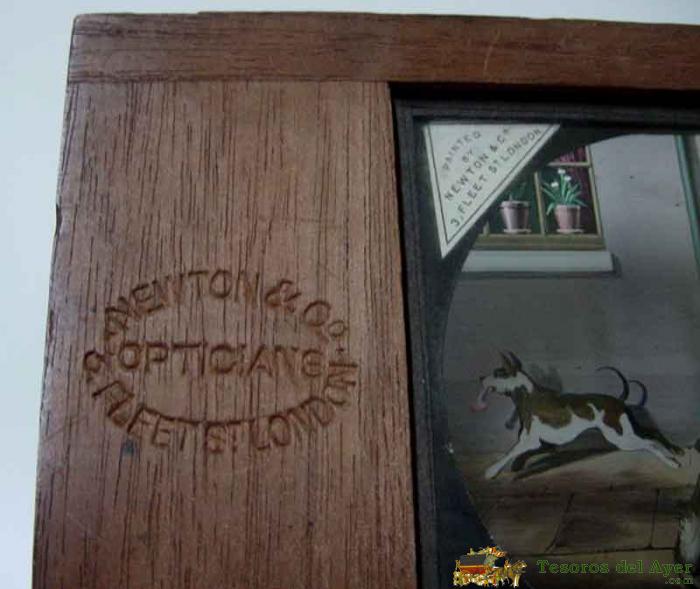 NEWTON & Co
OPTICIANS
3, FLEET ST LONDON
PAINTED
BY
NEWTON & Co
3, FLEET ST LONDON
Tesoros del Ayer
.com